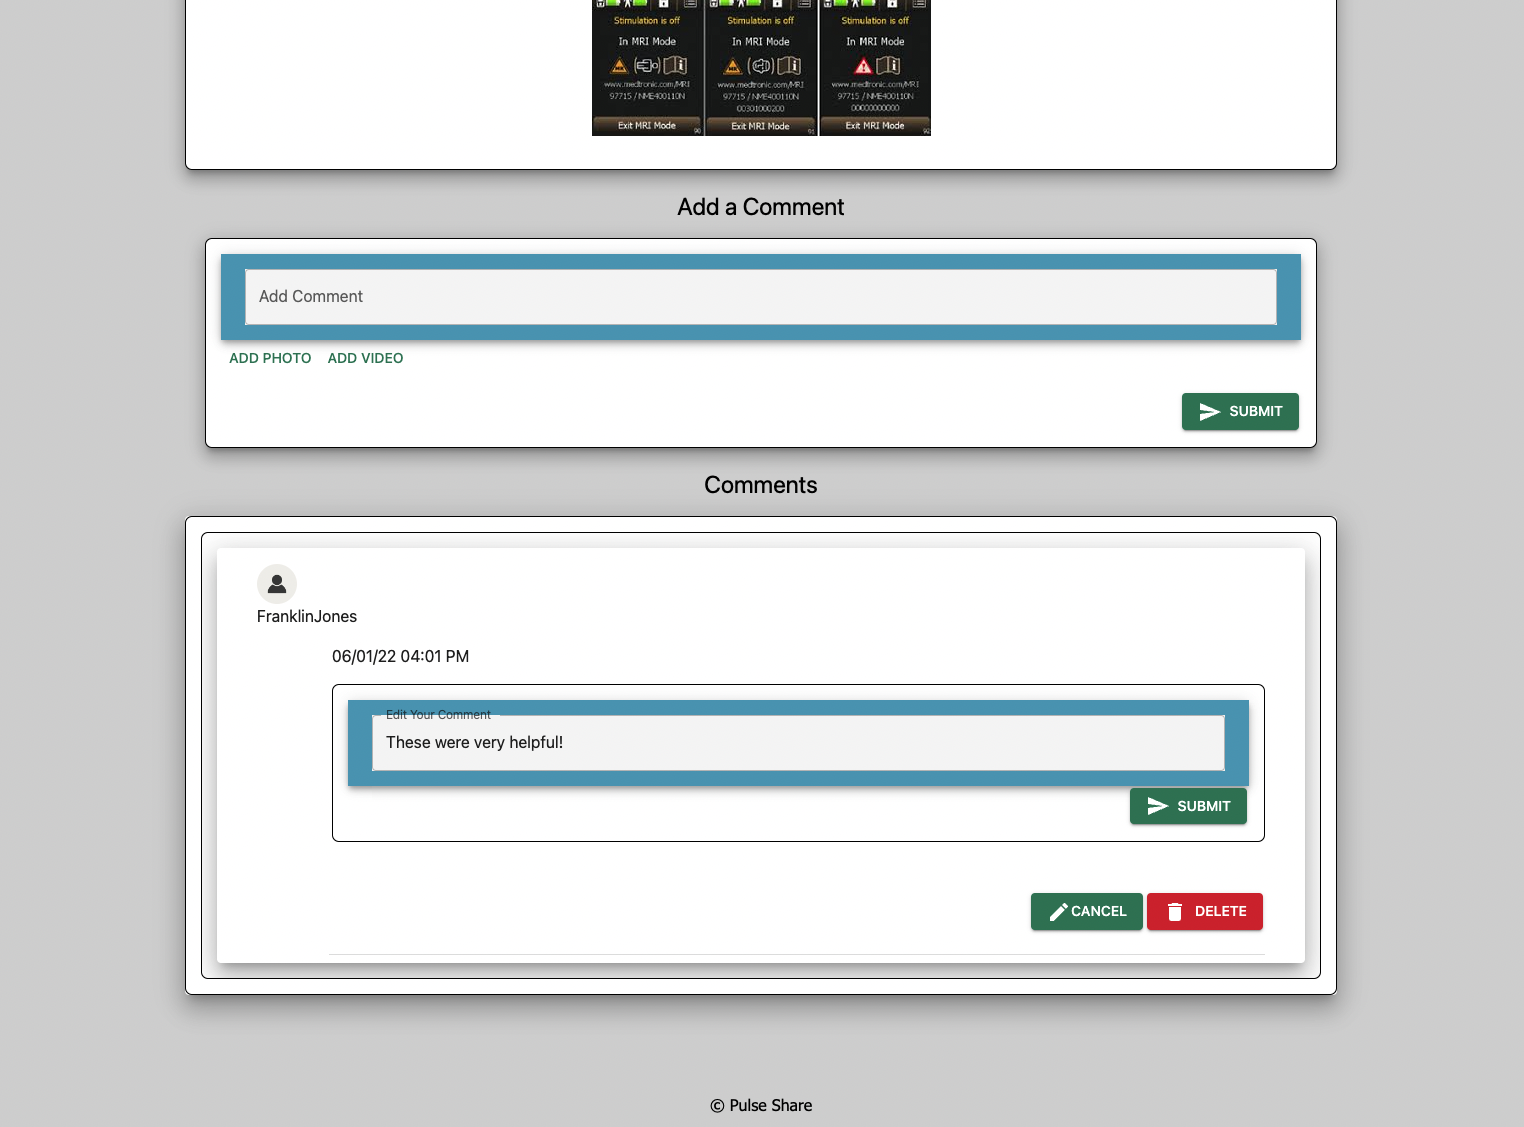 Stimulation is off
In MRI Mode
www.medtronic.com/MRI
97715 / NME400110N
Exit MRI Mode
90
Stimulation is off
In MRI Mode
www.medtronic.com/MRI
97715 / NME400110N
00301000200
Exit MRI Mode
91
Stimulation is off
In MRI Mode
www.medtronic.com/MRI
97715 / NME400110N
00000000000
Exit MRI Mode
92
Add a Comment
Add Comment
ADD PHOTO ADD VIDEO
SUBMIT
Comments
FranklinJones
06/01/22 04:01 PM
Edit Your Comment
These were very helpful!
SUBMIT
CANCEL DELETE
© Pulse Share